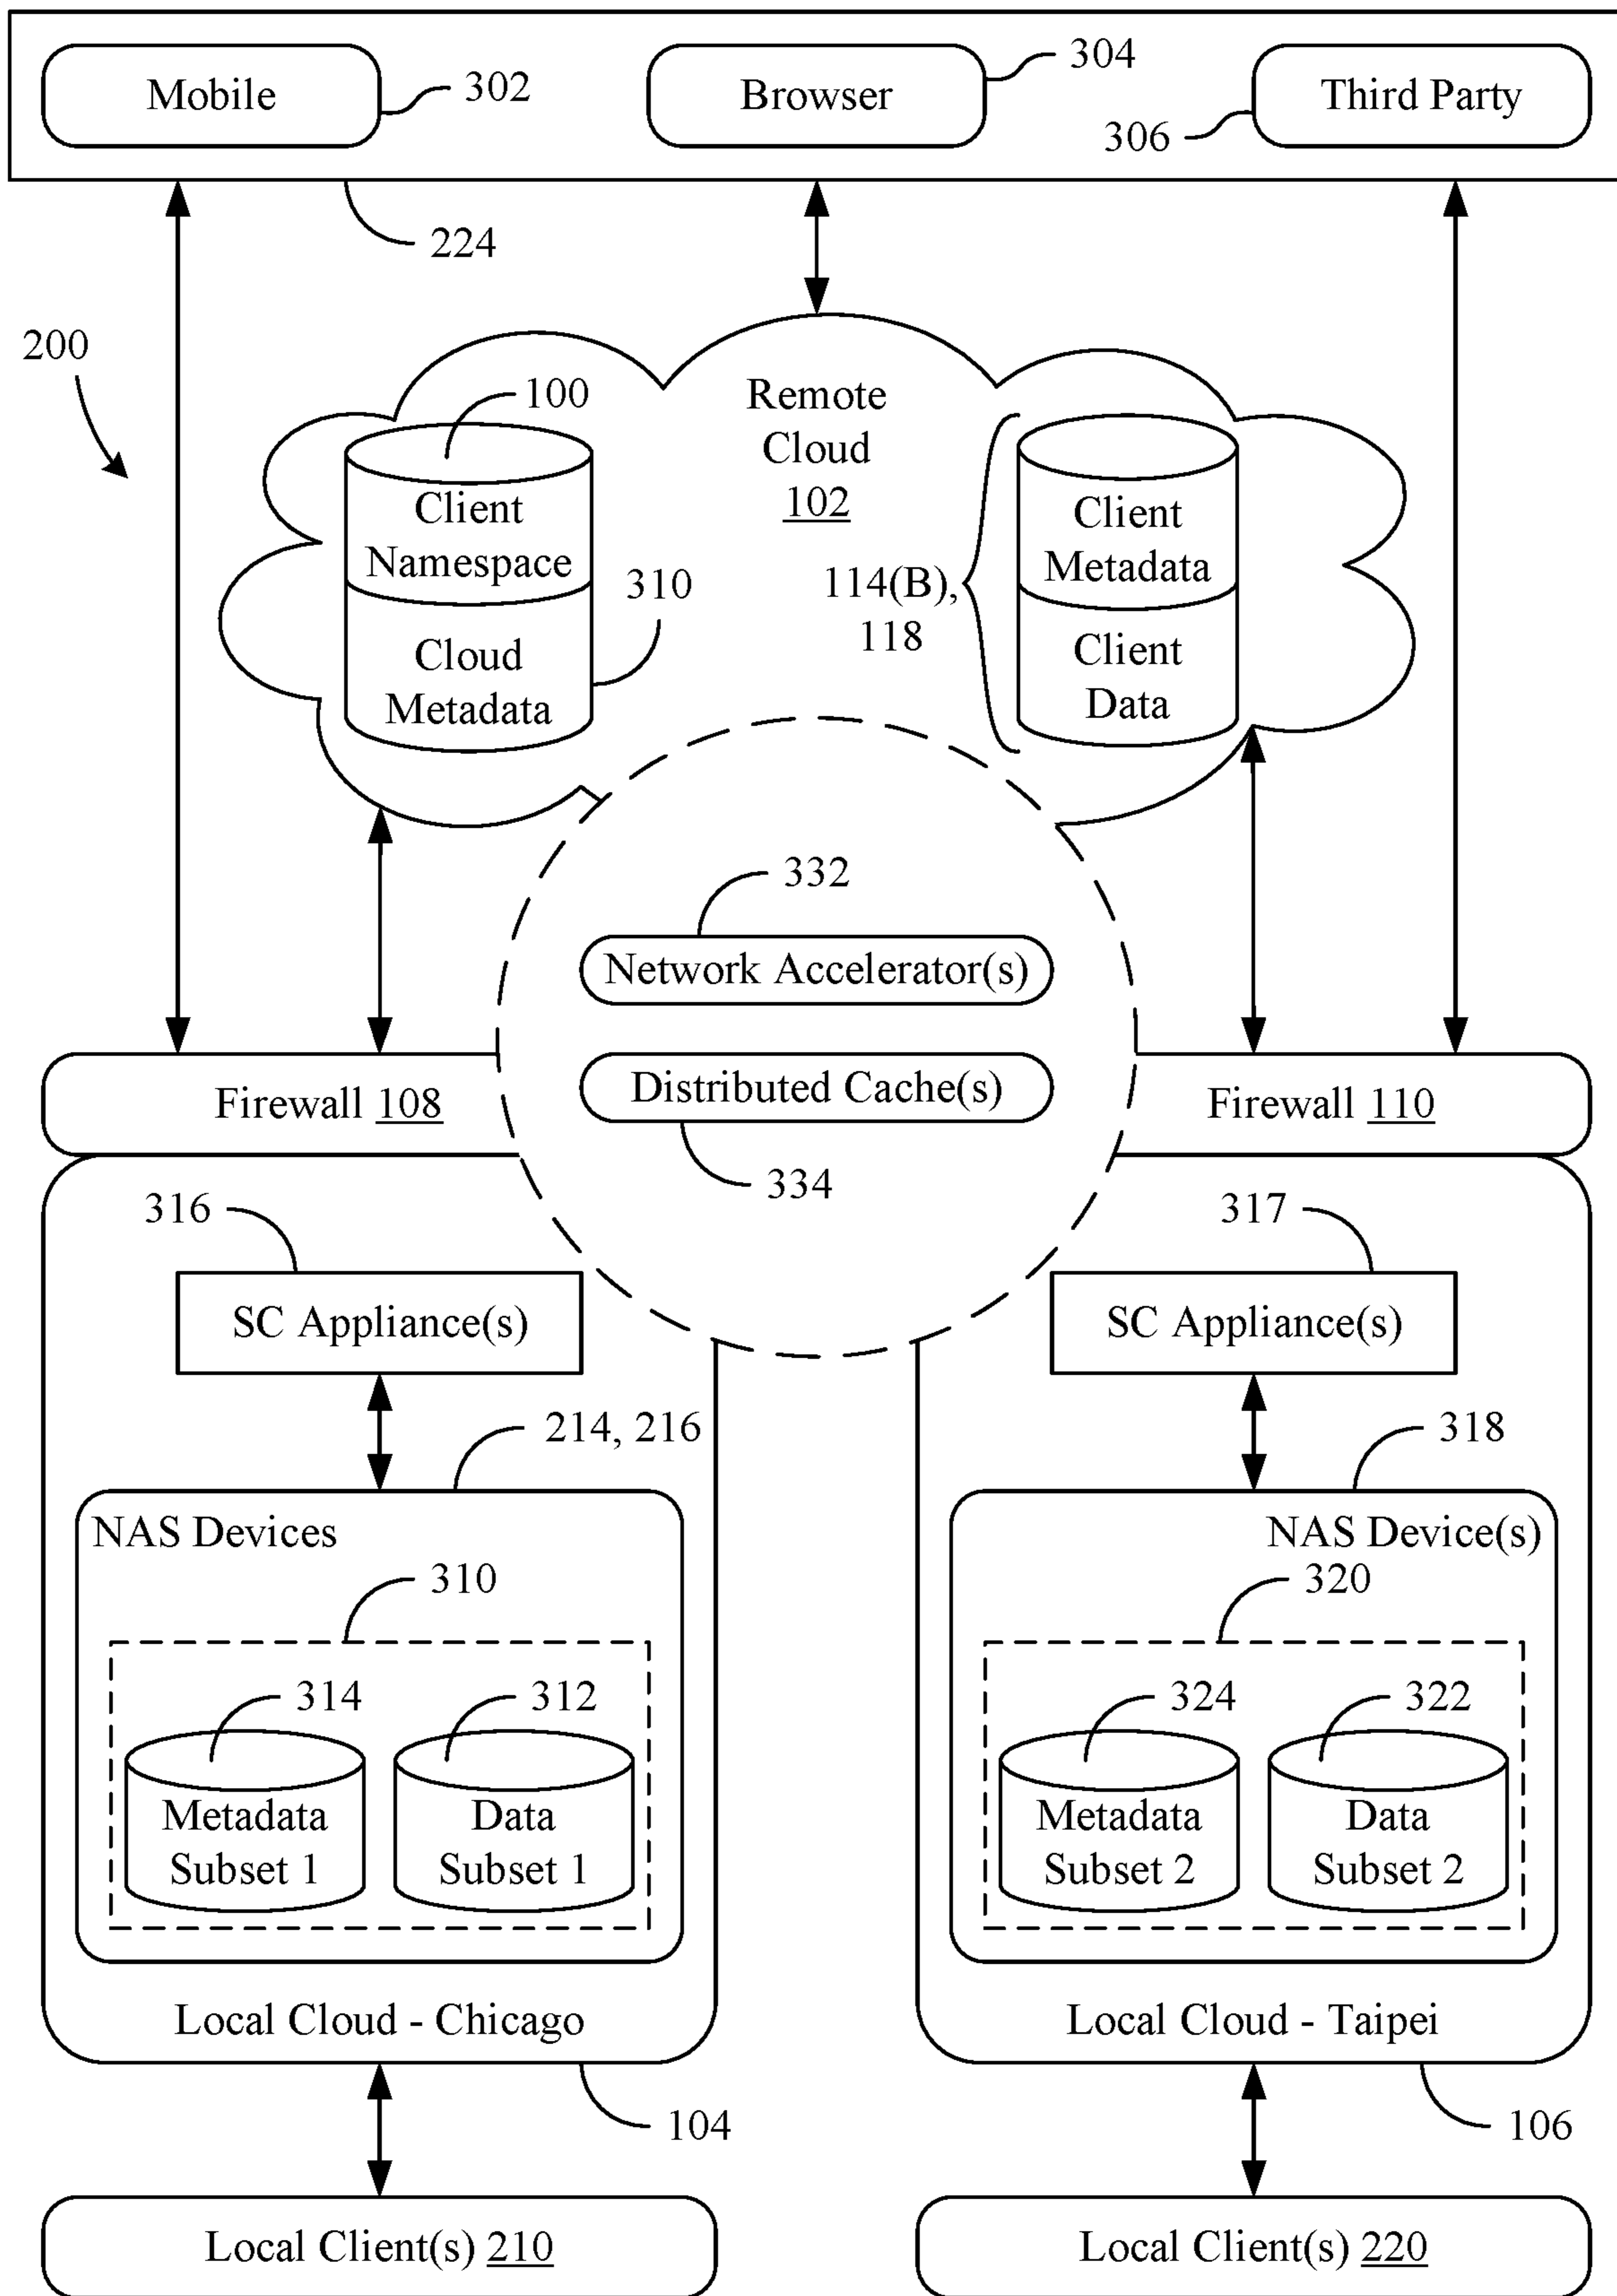 Mobile
302
Browser
304
Third Party
306
224
200
100
Remote
Cloud
102
Client
Namespace
310
Cloud
Metadata
114(B),
118
Client
Metadata
Client
Data
332
Network Accelerator(s)
Distributed Cache(s)
334
Firewall 108
Firewall 110
316
317
SC Appliance(s)
SC Appliance(s)
214, 216
318
NAS Devices
NAS Device(s)
310
320
314
312
324
322
Metadata
Subset 1
Data
Subset 1
Metadata
Subset 2
Data
Subset 2
Local Cloud - Chicago
Local Cloud - Taipei
104
106
Local Client(s) 210
Local Client(s) 220